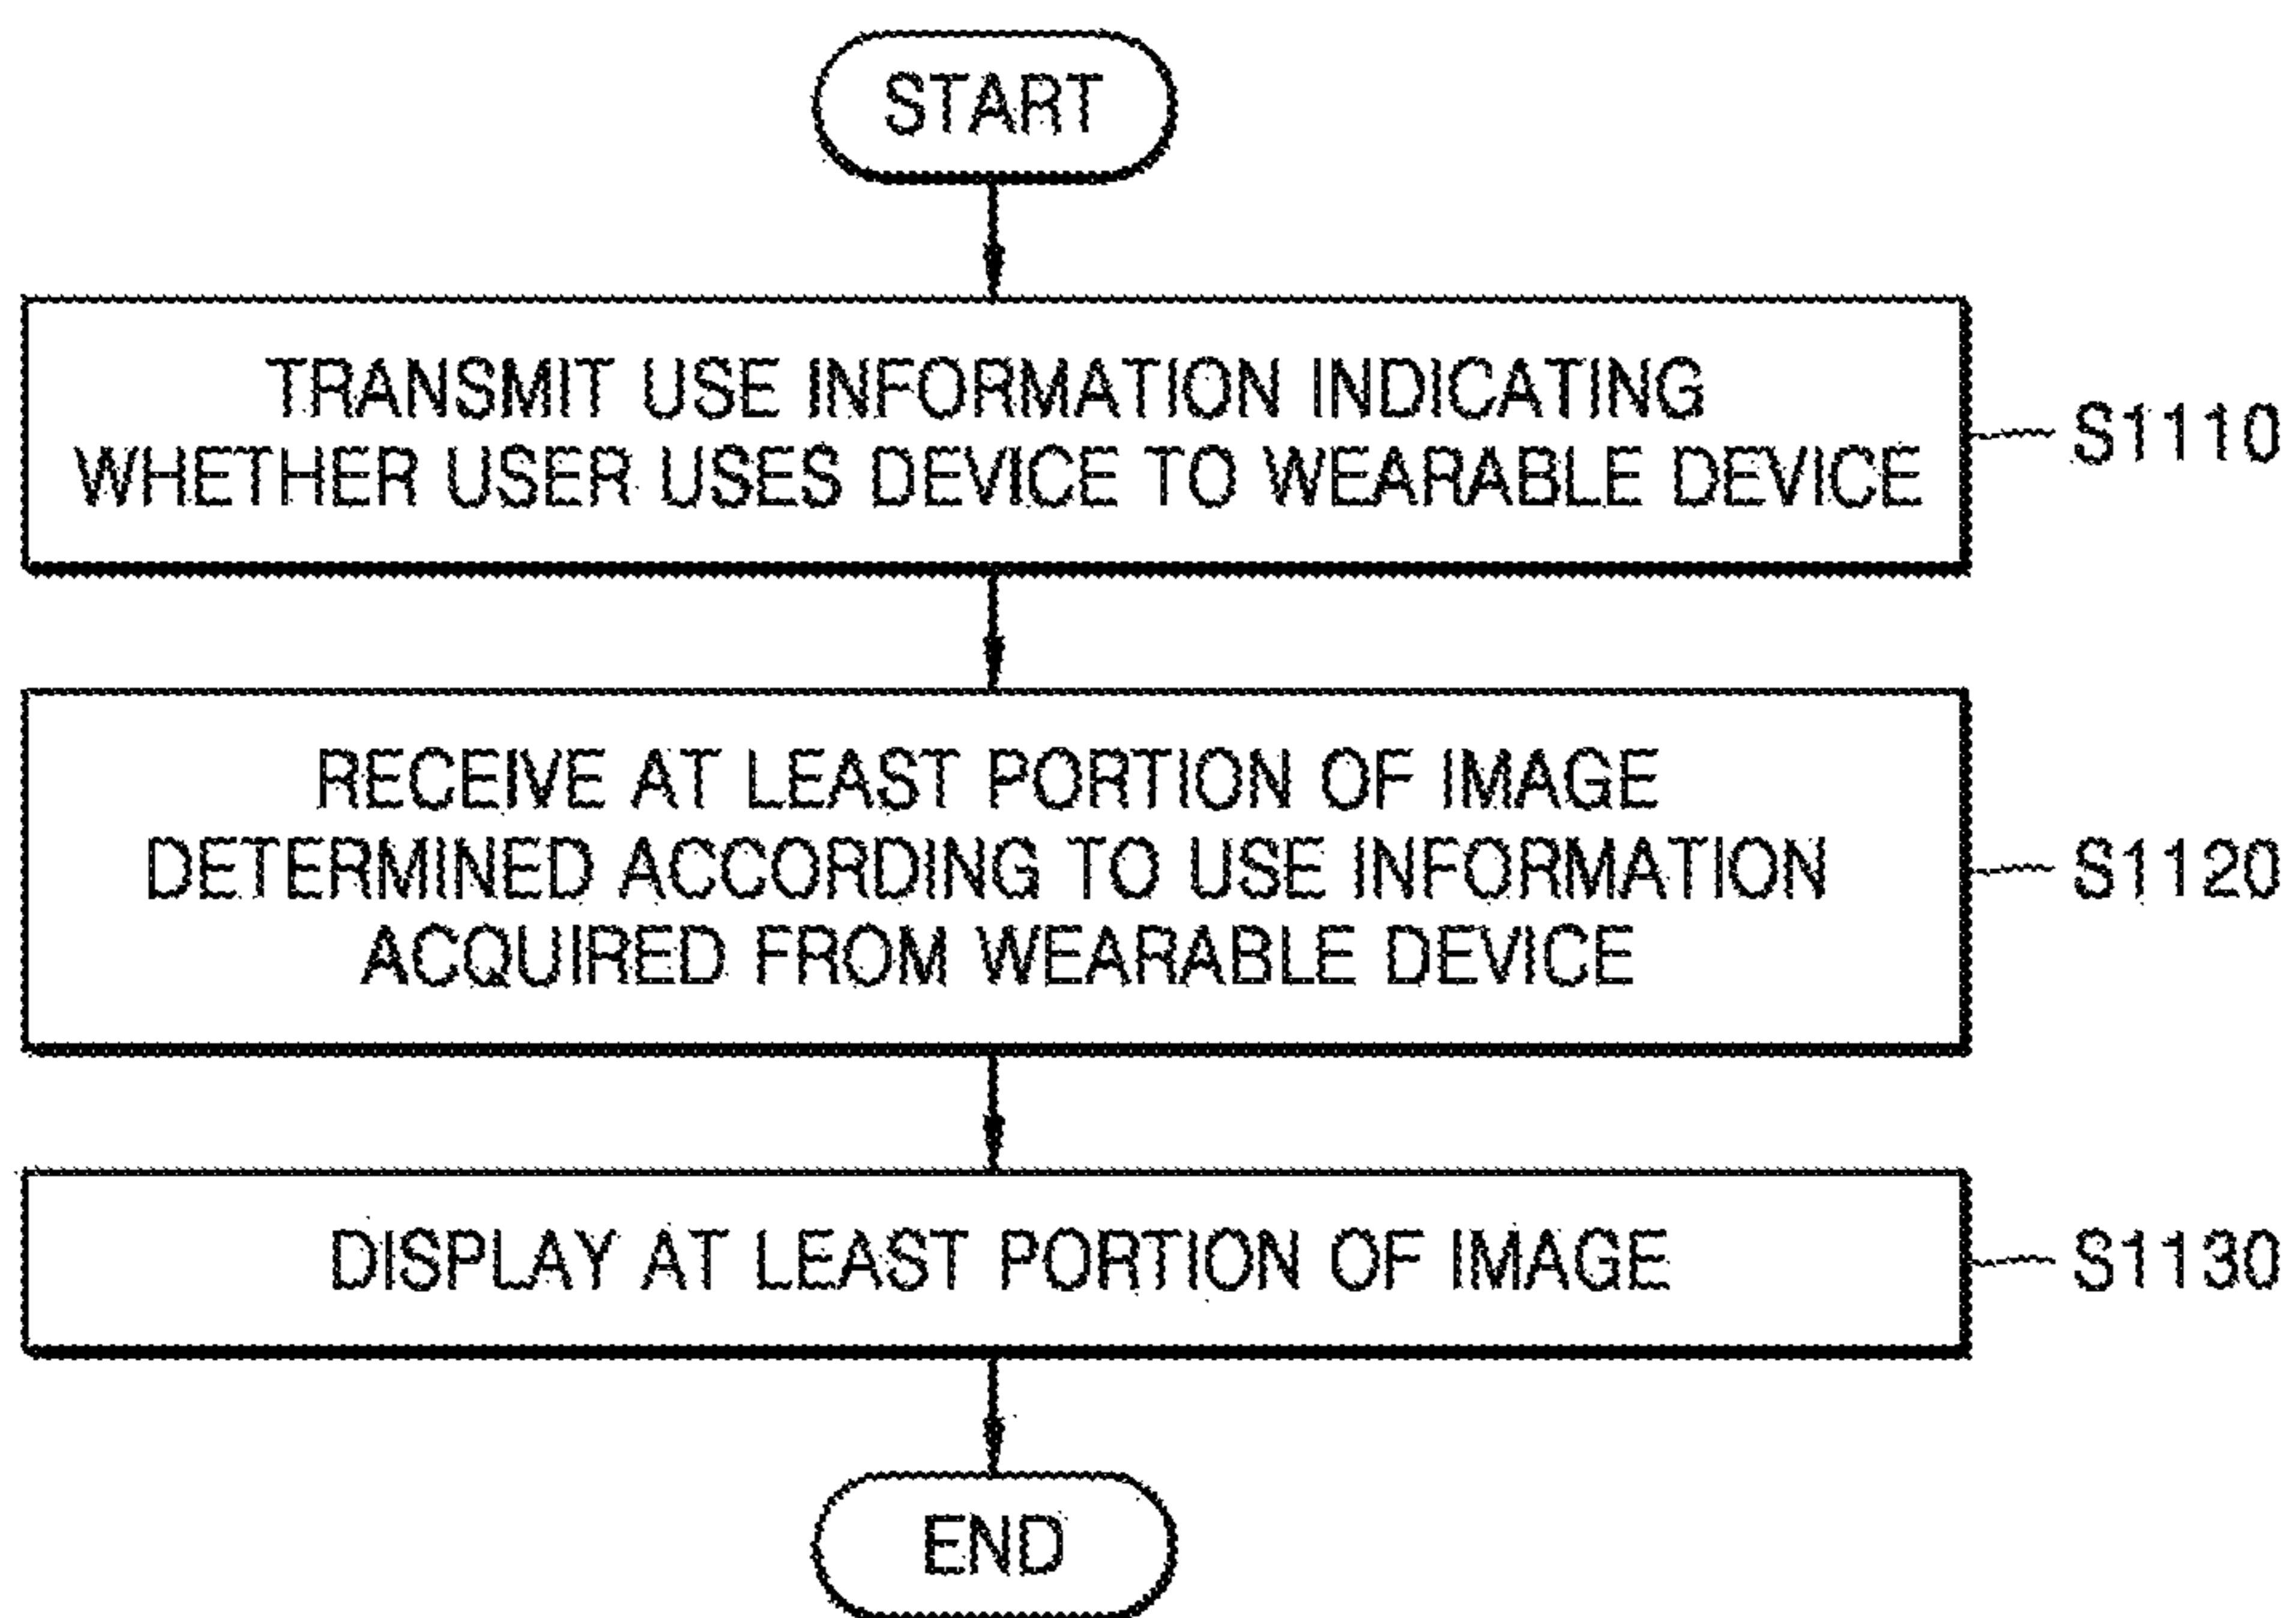 START
TRANSMIT USE INFORMATION INDICATING
WHETHER USER USES DEVICE TO WEARABLE DEVICE
S1110
RECEIVE AT LEAST PORTION OF IMAGE
DETERMINED ACCORDING TO USE INFORMATION
ACQUIRED FROM WEARABLE DEVICE
S1120
DISPLAY AT LEAST PORTION OF IMAGE
S1130
END